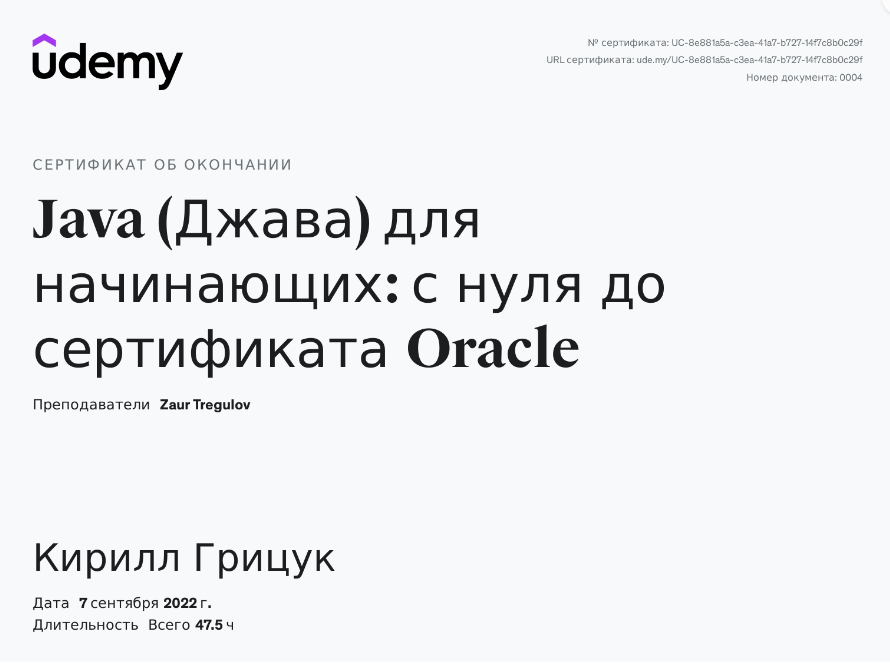 udemy
№ сертификата: UC-8e881a5a-c3ea-41a7-b727-14f7c8b0c29f
URL сертификата: ude.my/UC-8e881a5a-c3ea-41a7-b727-14f7c8b0c29f
Номер документа: 0004
СЕРТИФИКАТ ОБ ОКОНЧАНИИ
Java (Джава) для
начинающих: с нуля до
сертификата Oracle
Преподаватели Zaur Tregulov
Кирилл Грицук
Дата 7 сентября 2022 г.
Длительность Всего 47.5 ч